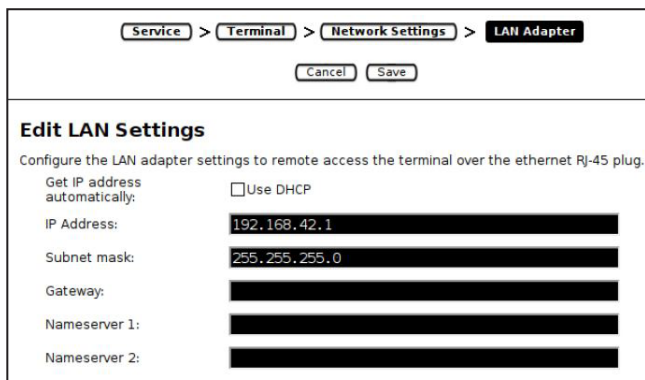 Service > Terminal > Network Settings > LAN Adapter
Cancel Save
Edit LAN Settings
Configure the LAN adapter settings to remote access the terminal over the ethernet RJ-45 plug.
Get IP address
automatically:
Use DHCP
IP Address: 192.168.42.1
Subnet mask: 255.255.255.0
Gateway:
Nameserver 1:
Nameserver 2: